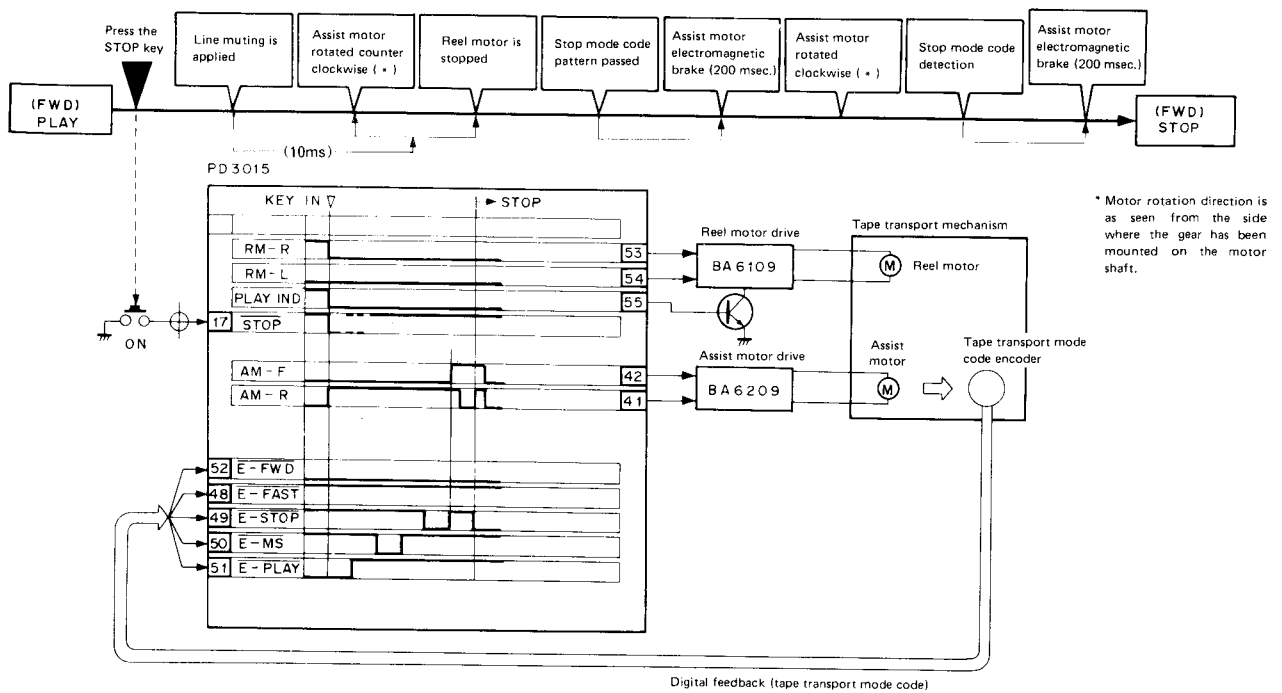 Press the
STOP key
Line muting is
applied
Assist motor
rotated counter
clockwise (*)
Reel motor is
stopped
Stop mode code
pattern passed
Assist motor
electromagnetic
brake (200 msec.)
Assist motor
rotated
clockwise (*)
Stop mode code
detection
Assist motor
electromagnetic
brake (200 msec.)
(FWD)
PLAY
(FWD)
STOP
(10ms)
PD3015
KEY IN ▽
STOP
RM-R
53
RM-L
54
PLAY IND
55
17
STOP
ON
AM-F
42
AM-R
41
52 E-FWD
48 E-FAST
49 E-STOP
50 E-MS
51 E-PLAY
Reel motor drive
BA6109
Assist motor drive
BA6209
Tape transport mechanism
M
Reel motor
Assist
motor
M
Tape transport mode
code encoder
* Motor rotation direction is
as seen from the side
where the gear has been
mounted on the motor
shaft.
Digital feedback (tape transport mode code)